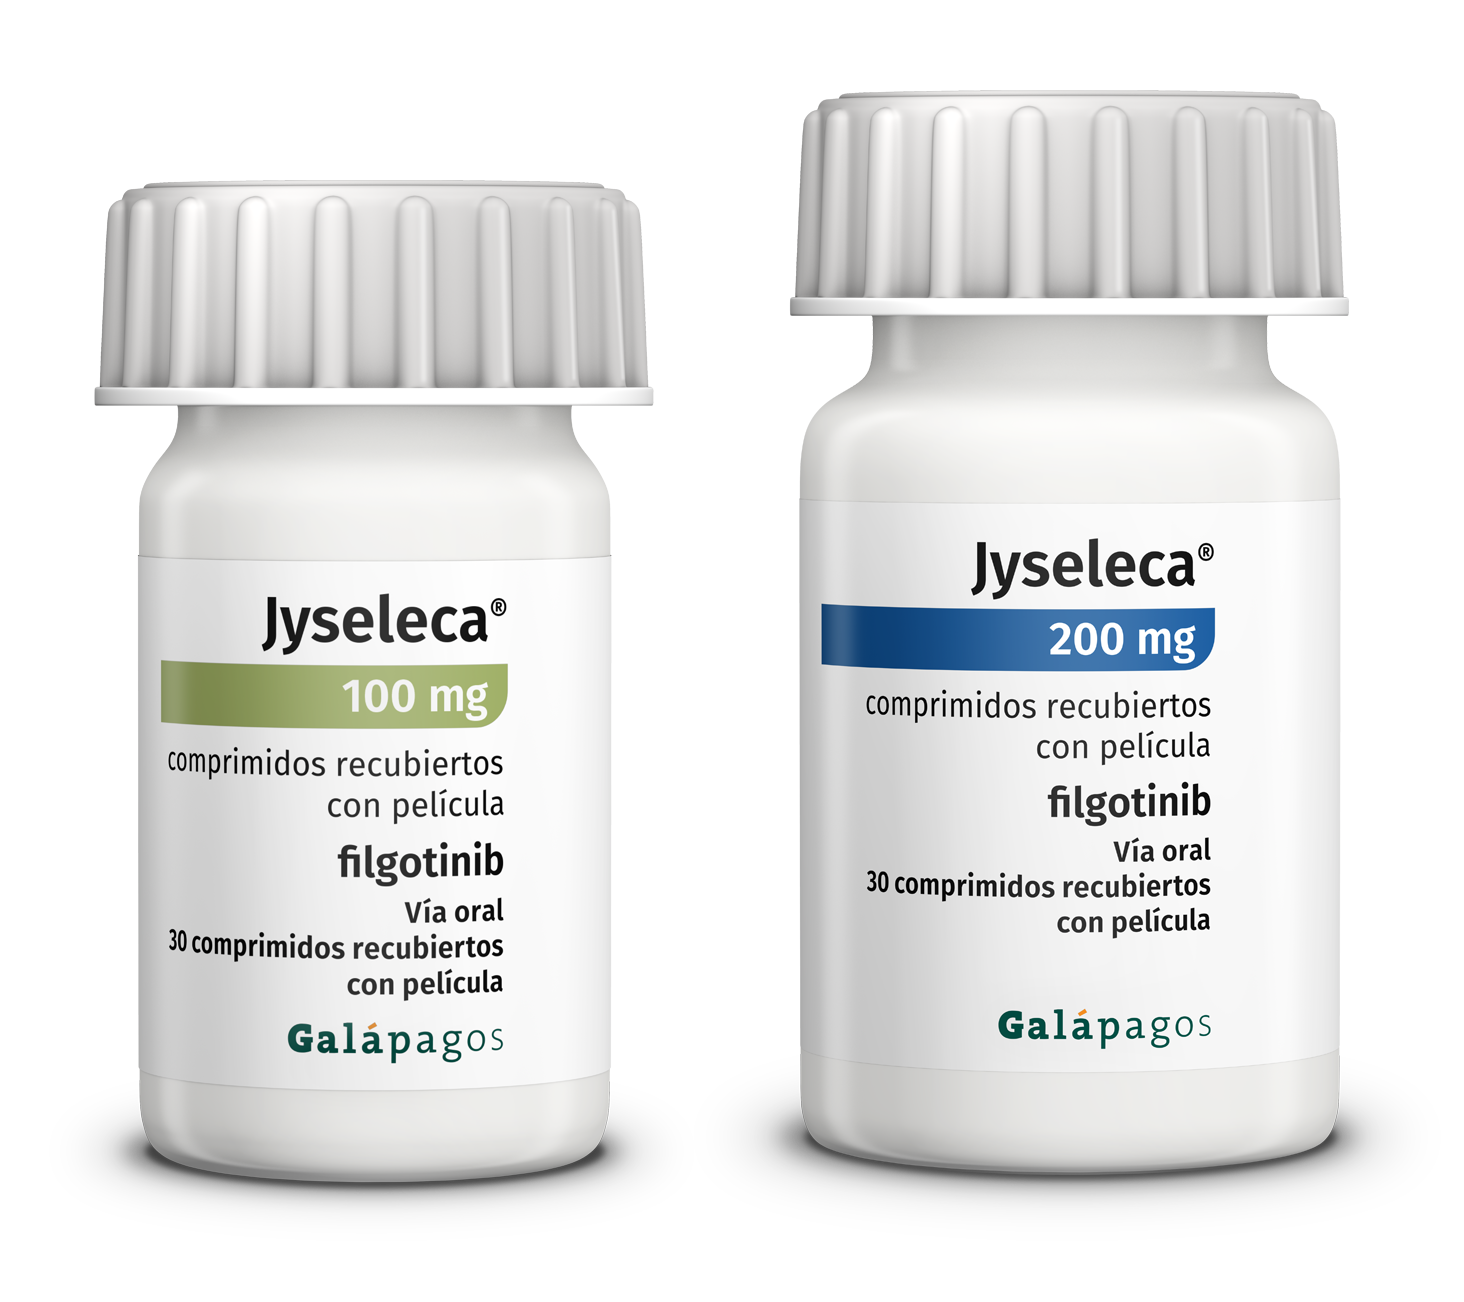 Jyseleca®
100 mg
comprimidos recubiertos
con película
filgotinib
Vía oral
30 comprimidos recubiertos
con película
Galápagos
Jyseleca®
200 mg
comprimidos recubiertos
con película
filgotinib
Vía oral
30 comprimidos recubiertos
con película
Galápagos